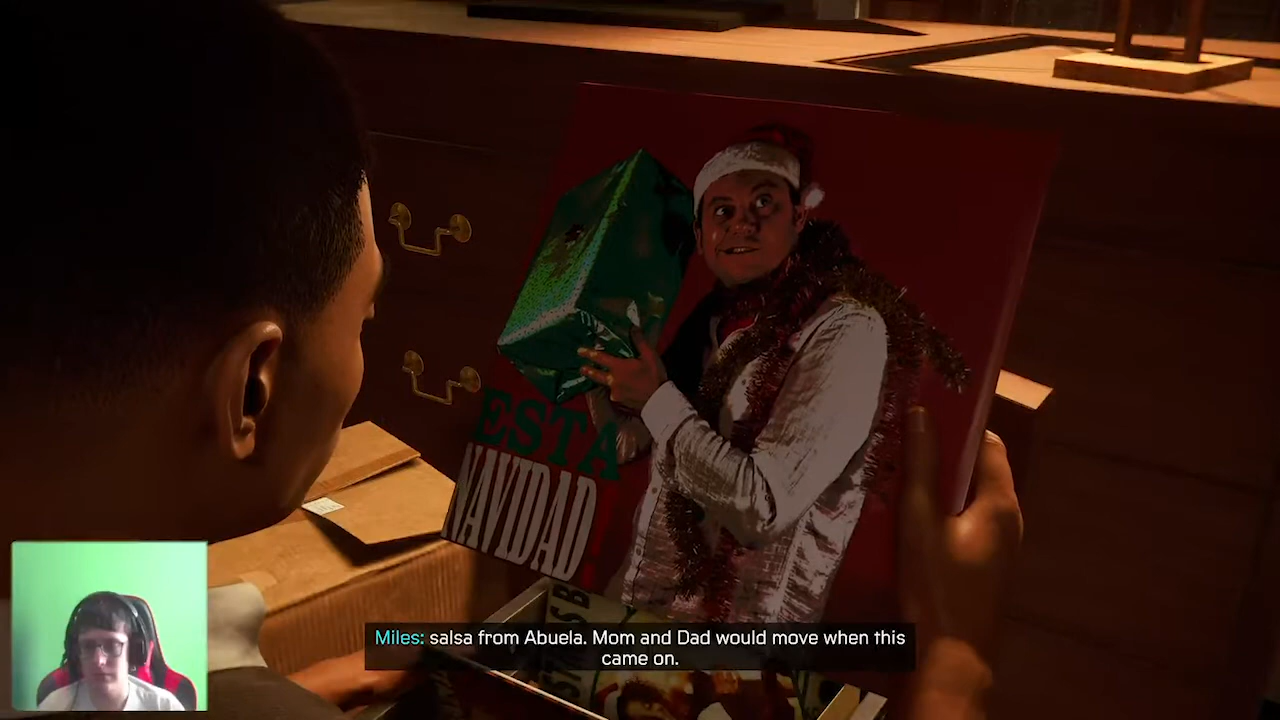 ESTA
NAVIDAD!
Miles: salsa from Abuela. Mom and Dad would move when this
came on.